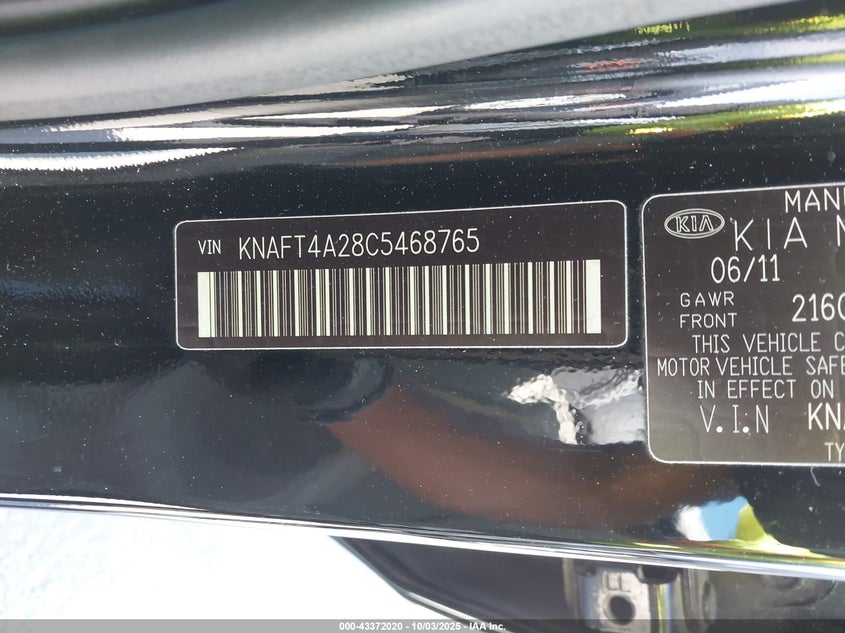 VIN KNAFT4A28C5468765
MANU
KIA
KIA M
06/11
GAWR
FRONT 216
THIS VEHICLE C
MOTOR VEHICLE SAFE
IN EFFECT ON
V.I.N KN
TY
000-43372020 - 10/03/2025 - IAA Inc.